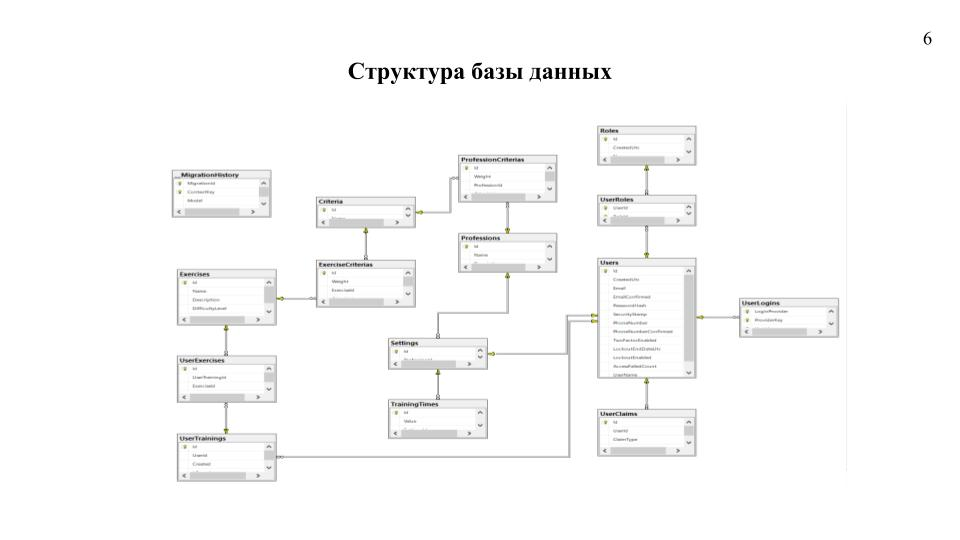 6
Структура базы данных
Roles
Id
CreatedUtc
ProfessionCriterias
Id
Weight
ProfessionId
__MigrationHistory
MigrationId
ContextKey
Model
Criteria
Id
UserRoles
UserId
Professions
Id
Name
ExerciseCriterias
Id
Weight
ExerciseId
Users
Id
CreatedUtc
Email
EmailConfirmed
PasswordHash
SecurityStamp
PhoneNumber
PhoneNumberConfirmed
TwoFactorEnabled
LockoutEndDateUtc
LockoutEnabled
AccessFailedCount
UserName
Exercises
Id
Name
Description
DifficultyLevel
UserLogins
LoginProvider
ProviderKey
Settings
Id
UserExercises
Id
UserTrainingId
ExerciseId
TrainingTimes
Id
Value
UserClaims
Id
UserId
ClaimType
UserTrainings
Id
UserId
Created